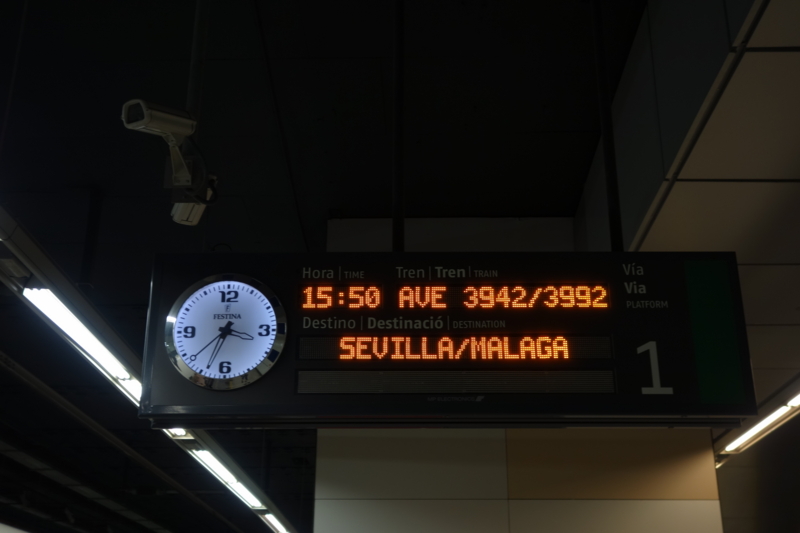 Hora | TIME Tren | Tren | TRAIN
15:50 AVE 3942/3992
Destino | Destinació | DESTINATION
SEVILLA/MALAGA
Vía
Via
PLATFORM
1
12
FESTINA
9 3
6